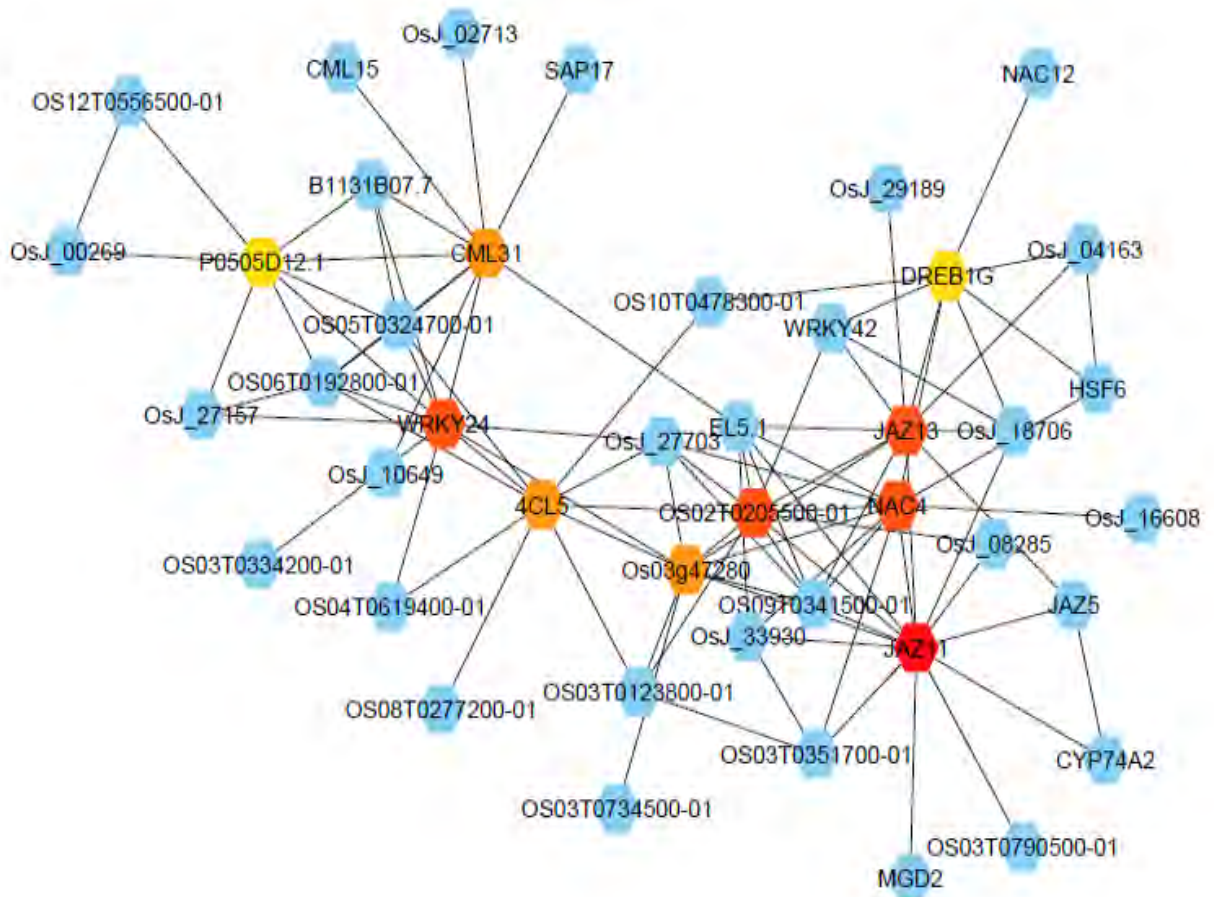 OsJ_02713
CML15
SAP17
NAC12
OS12T0556500-01
B1131B07.7
OsJ_29189
OsJ_00269
P0505D12.1
CML31
OsJ_04163
DREB1G
OS10T0478300-01
OS05T0324700-01
WRKY42
OS06T0192800-01
HSF6
OsJ_27157
WRKY24
OsJ_27703
EL5.1
JAZ13
OsJ_18706
OsJ_10649
4CL5
OS02T0205500-01
NAC4
OsJ_16608
OsJ_08285
OS03T0334200-01
Os03g47280
OS04T0619400-01
OS09T0341500-01
JAZ5
OsJ_33930
JAZ11
OS03T0123800-01
OS08T0277200-01
OS03T0351700-01
CYP74A2
OS03T0734500-01
OS03T0790500-01
MGD2